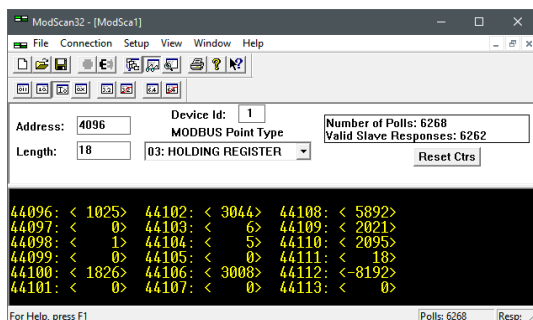 ModScan32 - [ModSca1]
File Connection Setup View Window Help
Address: 4096
Device Id: 1
MODBUS Point Type
Length: 18
03: HOLDING REGISTER
Number of Polls: 6268
Valid Slave Responses: 6262
Reset Ctrs
44096: < 1025> 44102: < 3044> 44108: < 5892>
44097: < 0> 44103: < 6> 44109: < 2021>
44098: < 1> 44104: < 5> 44110: < 2095>
44099: < 0> 44105: < 0> 44111: < 18>
44100: < 1826> 44106: < 3008> 44112: <-8192>
44101: < 0> 44107: < 0> 44113: < 0>
For Help, press F1
Polls: 6268
Resp: